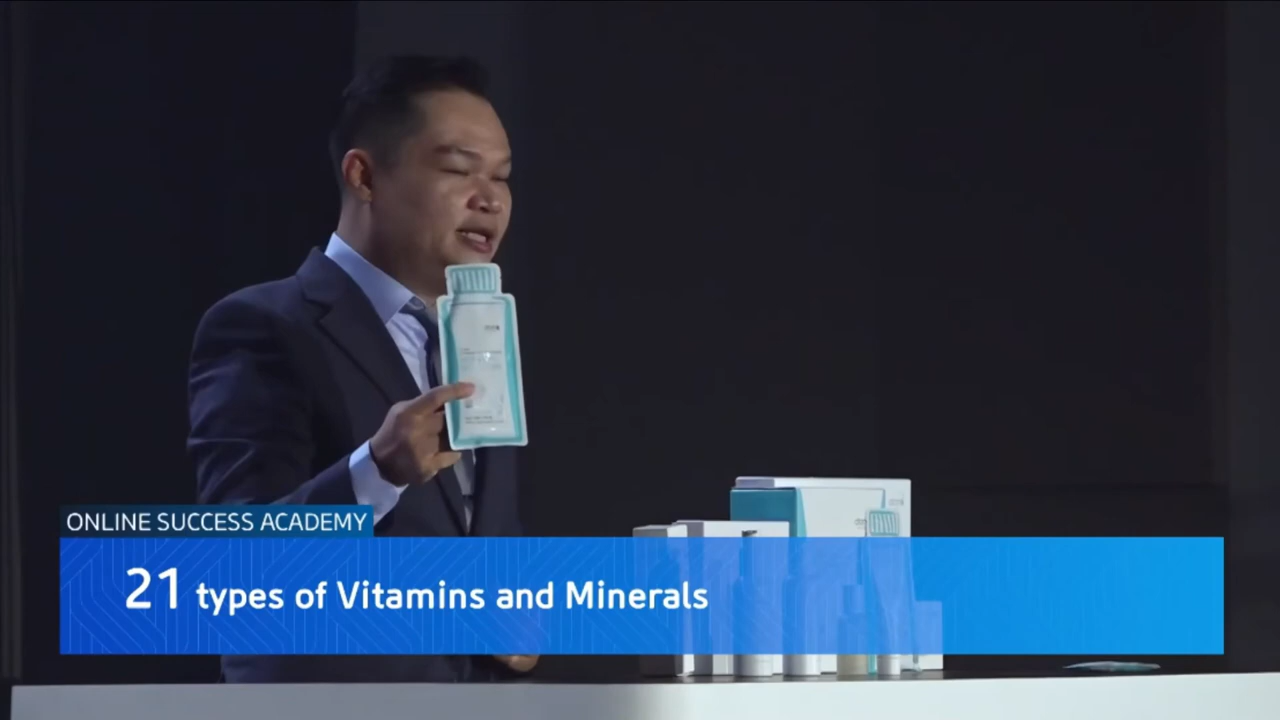 ONLINE SUCCESS ACADEMY
21 types of Vitamins and Minerals